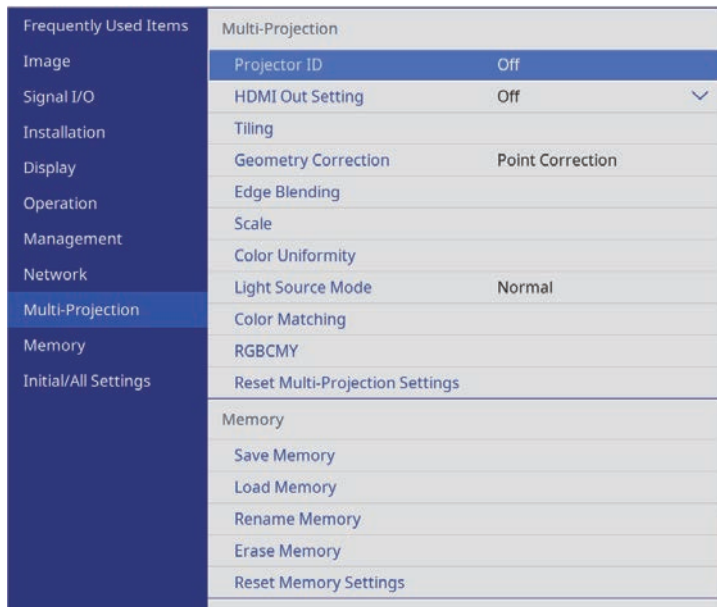 Frequently Used Items
Image
Signal I/O
Installation
Display
Operation
Management
Network
Multi-Projection
Memory
Initial/All Settings
Multi-Projection
Projector ID Off
HDMI Out Setting Off
Tiling
Geometry Correction Point Correction
Edge Blending
Scale
Color Uniformity
Light Source Mode Normal
Color Matching
RGBCMY
Reset Multi-Projection Settings
Memory
Save Memory
Load Memory
Rename Memory
Erase Memory
Reset Memory Settings